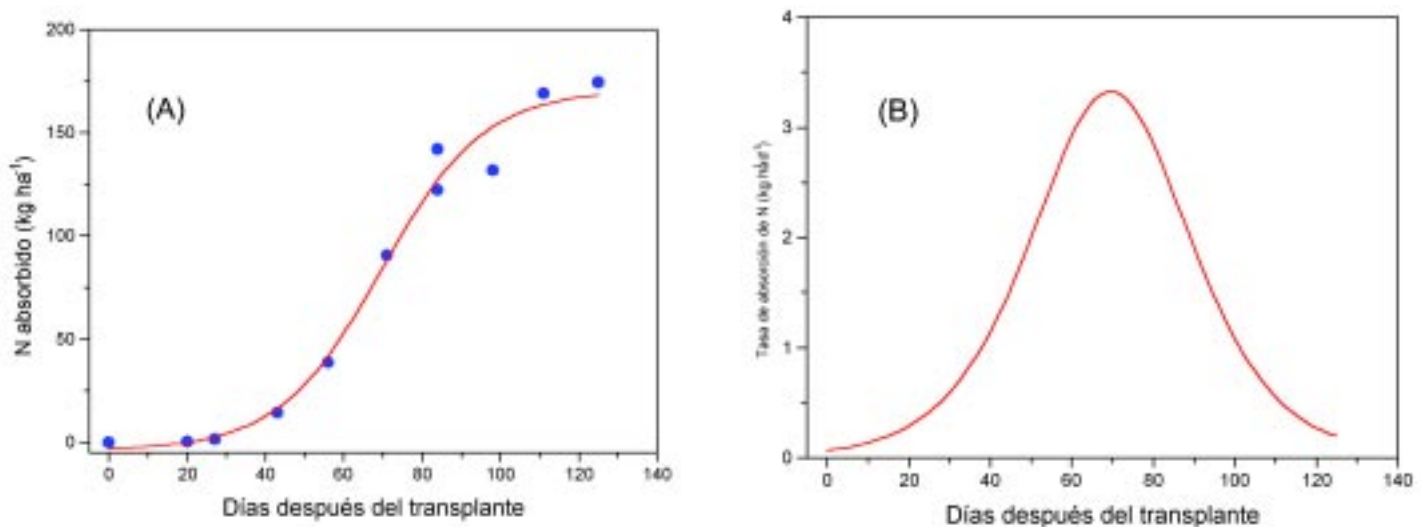 (A)
N absorbido (kg ha⁻¹)
200
150
100
50
0
0 20 40 60 80 100 120 140
Días después del transplante
(B)
Tasa de absorción de N (kg
4
3
2
1
0
0 20 40 60 80 100 120 140
Días después del transplante